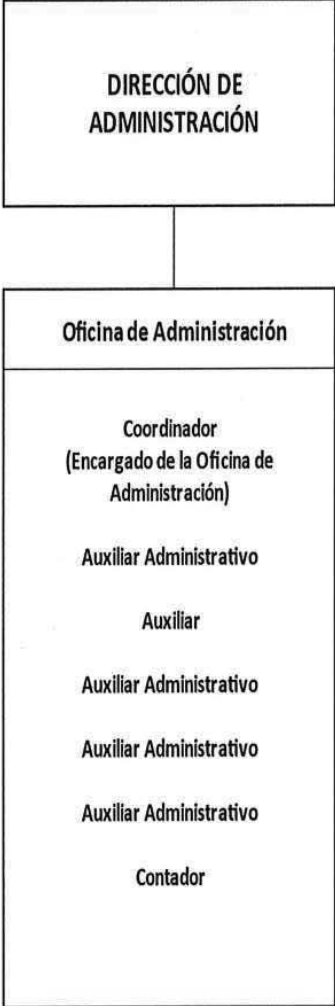 DIRECCIÓN DE
ADMINISTRACIÓN
Oficina de Administración
Coordinador
(Encargado de la Oficina de
Administración)
Auxiliar Administrativo
Auxiliar
Auxiliar Administrativo
Auxiliar Administrativo
Auxiliar Administrativo
Contador